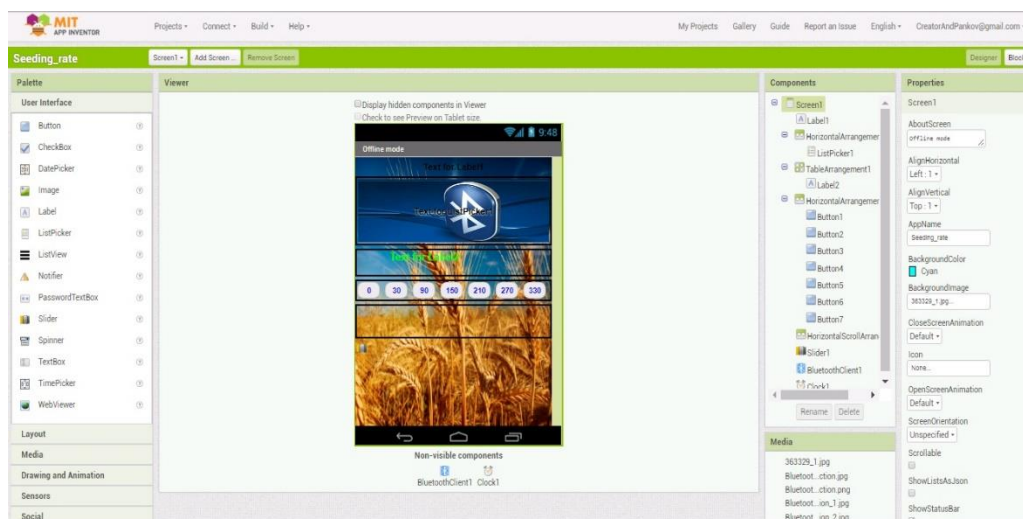 MIT
APP INVENTOR
Projects Connect Build Help
My Projects Gallery Guide Report an Issue English CreatorAndPankov@gmail.com
Seeding_rate
Screen1 Add Screen ... Remove Screen
Designer Bloc
Palette
User Interface
Button
CheckBox
DatePicker
Image
Label
ListPicker
ListView
Notifier
PasswordTextBox
Slider
Spinner
TextBox
TimePicker
WebViewer
Layout
Media
Drawing and Animation
Sensors
Social
Viewer
Display hidden components in Viewer
Check to see Preview on Tablet size.
9:48
Offline mode
Text for Label1
0 30 90 150 210 270 330
Non-visible components
BluetoothClient1 Clock1
Components
Screen1
Label1
HorizontalArrangemer
ListPicker1
TableArrangement1
Label2
HorizontalArrangemer
Button1
Button2
Button3
Button4
Button5
Button6
Button7
HorizontalScrollArran
Slider1
BluetoothClient1
Clock1
Rename Delete
Media
363329_1.jpg
Bluetoot...ction.jpg
Bluetoot...ction.png
Bluetoot...ion_1.jpg
Bluetoot...ion_2.jpg
Properties
Screen1
AboutScreen
Offline mode
AlignHorizontal
Left : 1
AlignVertical
Top : 1
AppName
Seeding_rate
BackgroundColor
Cyan
BackgroundImage
363329_1.jpg...
CloseScreenAnimation
Default
Icon
None...
OpenScreenAnimation
Default
ScreenOrientation
Unspecified
Scrollable
ShowListsAsJson
ShowStatusBar